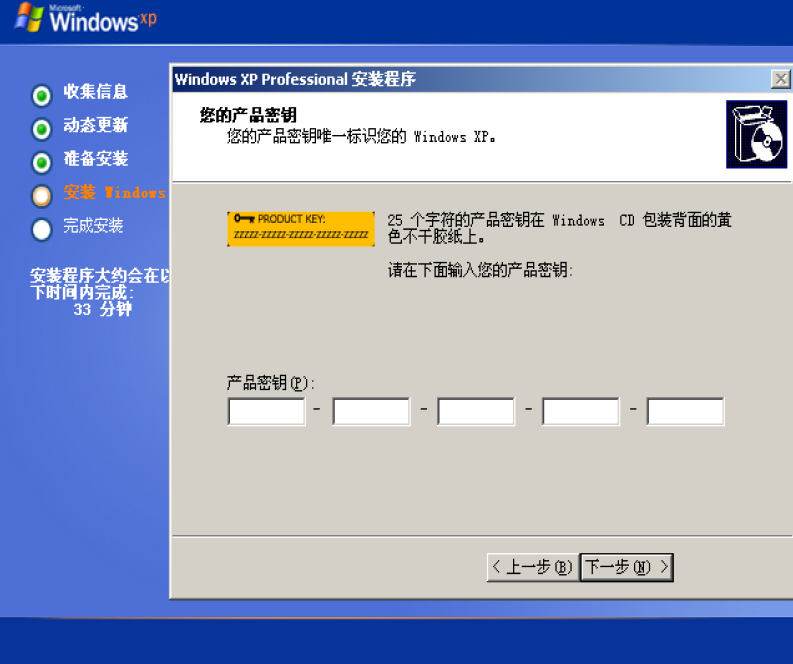 Microsoft
Windows xp
收集信息
动态更新
准备安装
安装 Windows
完成安装
安装程序大约会在以
下时间内完成:
33 分钟
Windows XP Professional 安装程序
您的产品密钥
您的产品密钥唯一标识您的 Windows XP。
PRODUCT KEY:
ZZZZZ-ZZZZZ-ZZZZZ-ZZZZZ-ZZZZZ
25 个字符的产品密钥在 Windows CD 包装背面的黄
色不干胶纸上。
请在下面输入您的产品密钥:
产品密钥(P):
- - - -
< 上一步(B) 下一步(N) >